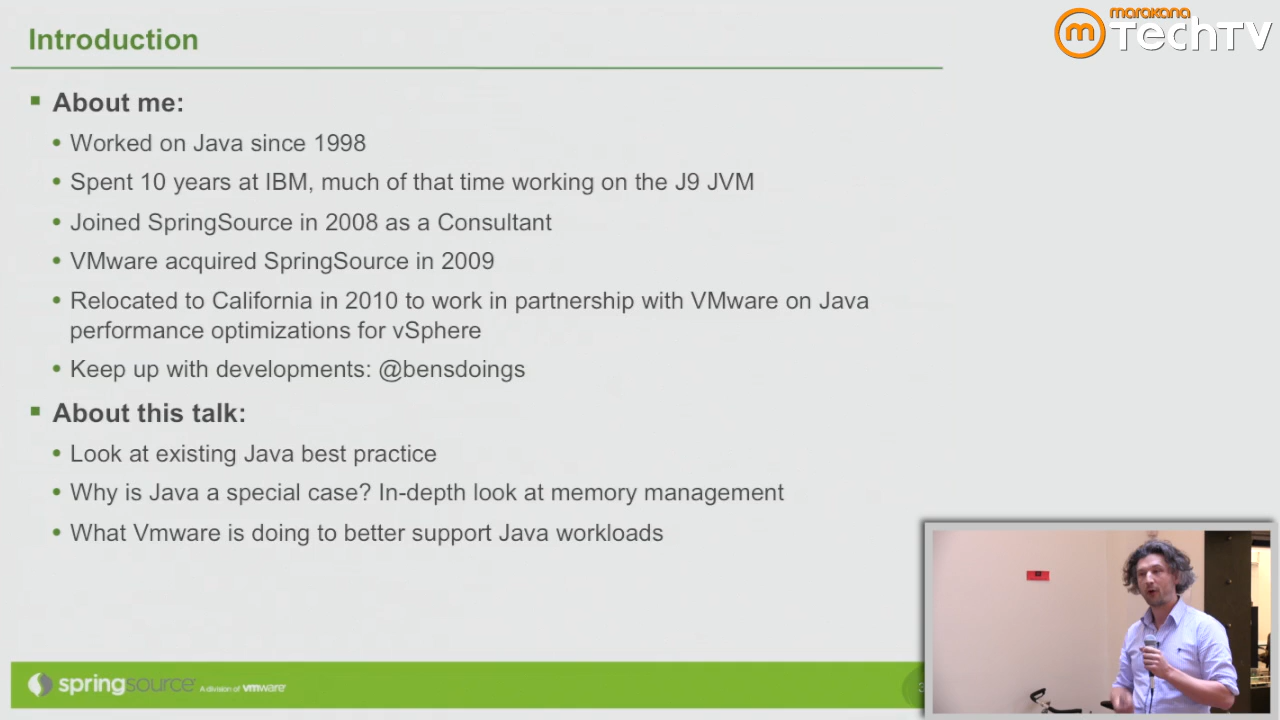 Introduction
marakana
m TechTV
About me:
Worked on Java since 1998
Spent 10 years at IBM, much of that time working on the J9 JVM
Joined SpringSource in 2008 as a Consultant
VMware acquired SpringSource in 2009
Relocated to California in 2010 to work in partnership with VMware on Java
performance optimizations for vSphere
Keep up with developments: @bensdoings
About this talk:
Look at existing Java best practice
Why is Java a special case? In-depth look at memory management
What Vmware is doing to better support Java workloads
springsource A division of vmware